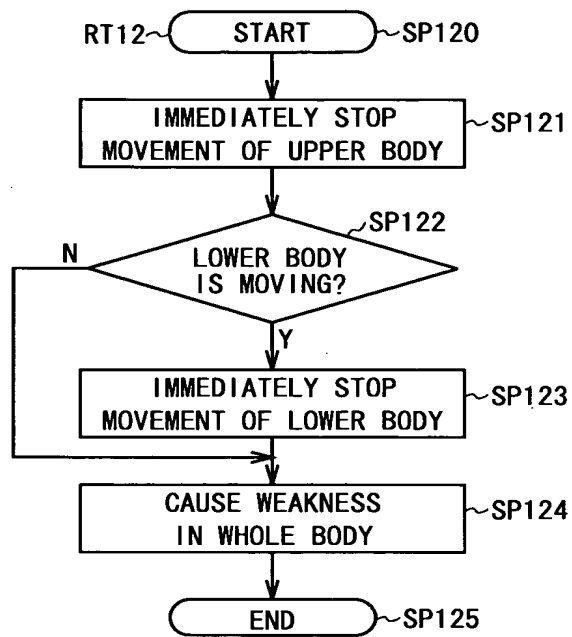 RT12 START SP120
IMMEDIATELY STOP
MOVEMENT OF UPPER BODY SP121
SP122
N LOWER BODY
IS MOVING?
Y
IMMEDIATELY STOP
MOVEMENT OF LOWER BODY SP123
CAUSE WEAKNESS
IN WHOLE BODY SP124
END SP125